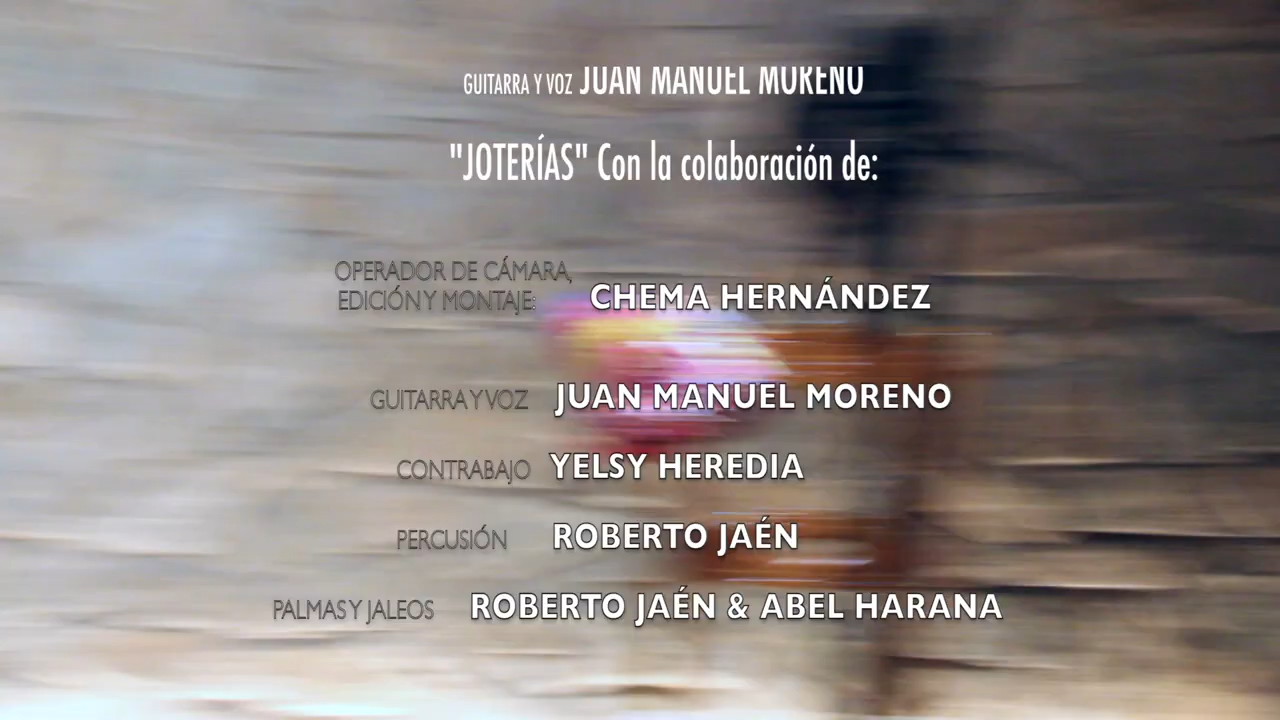 GUITARRA Y VOZ JUAN MANUEL MORENO
"JOTERÍAS" Con la colaboración de:
OPERADOR DE CÁMARA,
EDICIÓN Y MONTAJE: CHEMA HERNÁNDEZ
GUITARRA Y VOZ JUAN MANUEL MORENO
CONTRABAJO YELSY HEREDIA
PERCUSIÓN ROBERTO JAÉN
PALMAS Y JALEOS ROBERTO JAÉN & ABEL HARANA